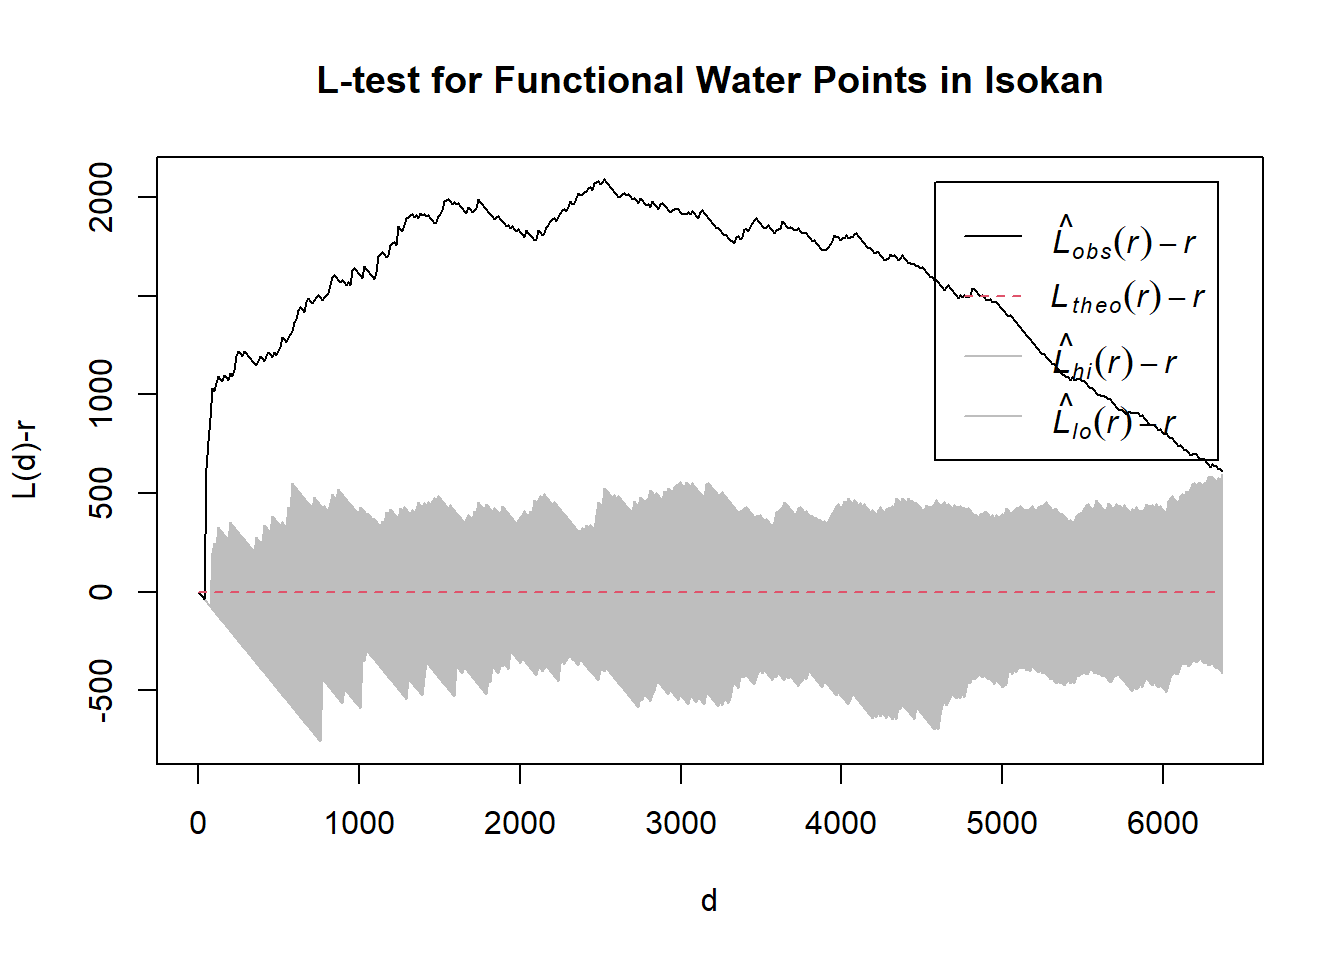 L-test for Functional Water Points in Isokan
L(d)-r
2000
1000
500
0
-500
L̂obs(r) – r
Ltheo(r) – r
L̂hi(r) – r
L̂lo(r) – r
0 1000 2000 3000 4000 5000 6000
d